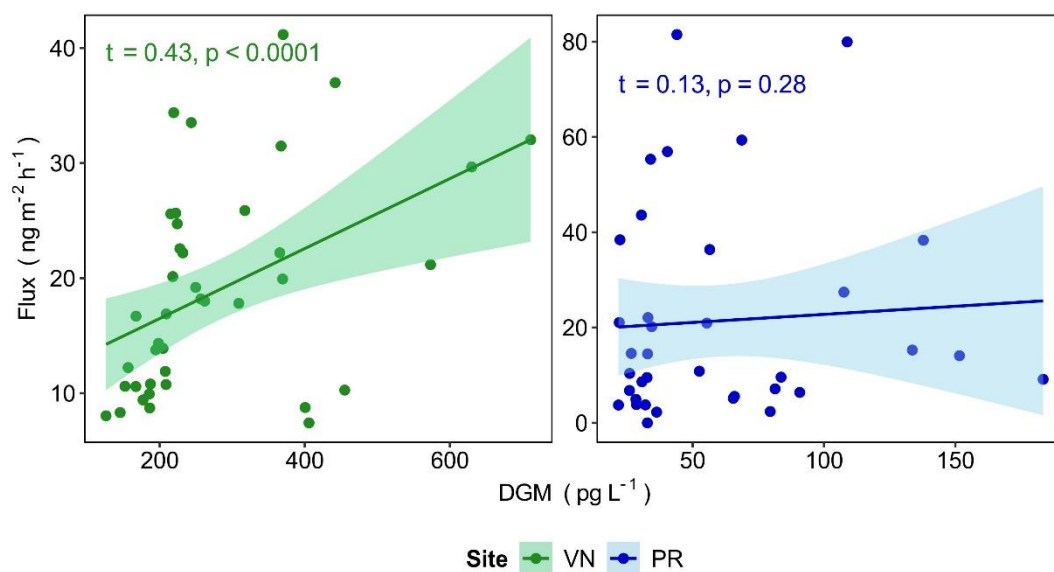 t = 0.43, p < 0.0001
t = 0.13, p = 0.28
Flux ( ng m⁻² h⁻¹ )
40
30
20
10
80
60
40
20
0
200 400 600
50 100 150
DGM ( pg L⁻¹ )
Site VN PR